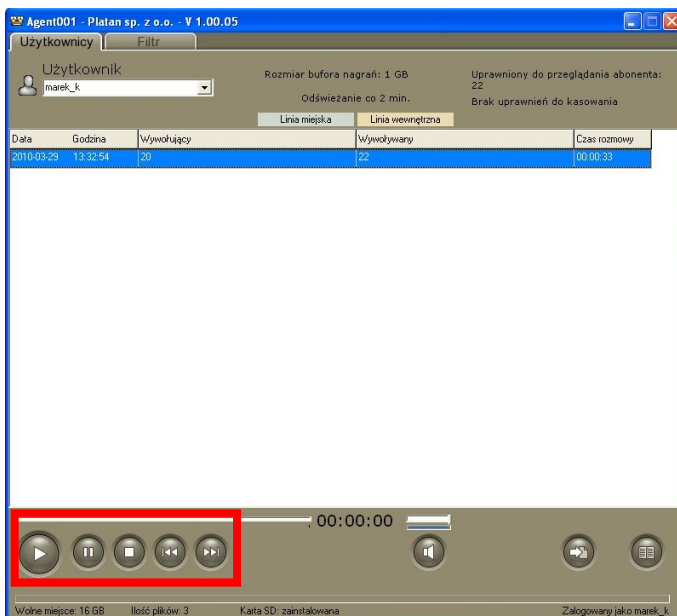 Agent001 - Platan sp. z o.o. - V 1.00.05
Użytkownicy Filtr
Użytkownik
marek_k
Rozmiar bufora nagrań: 1 GB
Odświeżanie co 2 min.
Uprawniony do przeglądania abonenta:
22
Brak uprawnień do kasowania
Linia miejska Linia wewnętrzna
Data Godzina Wywołujący Wywoływany Czas rozmowy
2010-03-29 13:32:54 20 22 00:00:33
00:00:00
Wolne miejsce: 16 GB Ilość plików: 3 Karta SD: zainstalowana Zalogowany jako marek_k